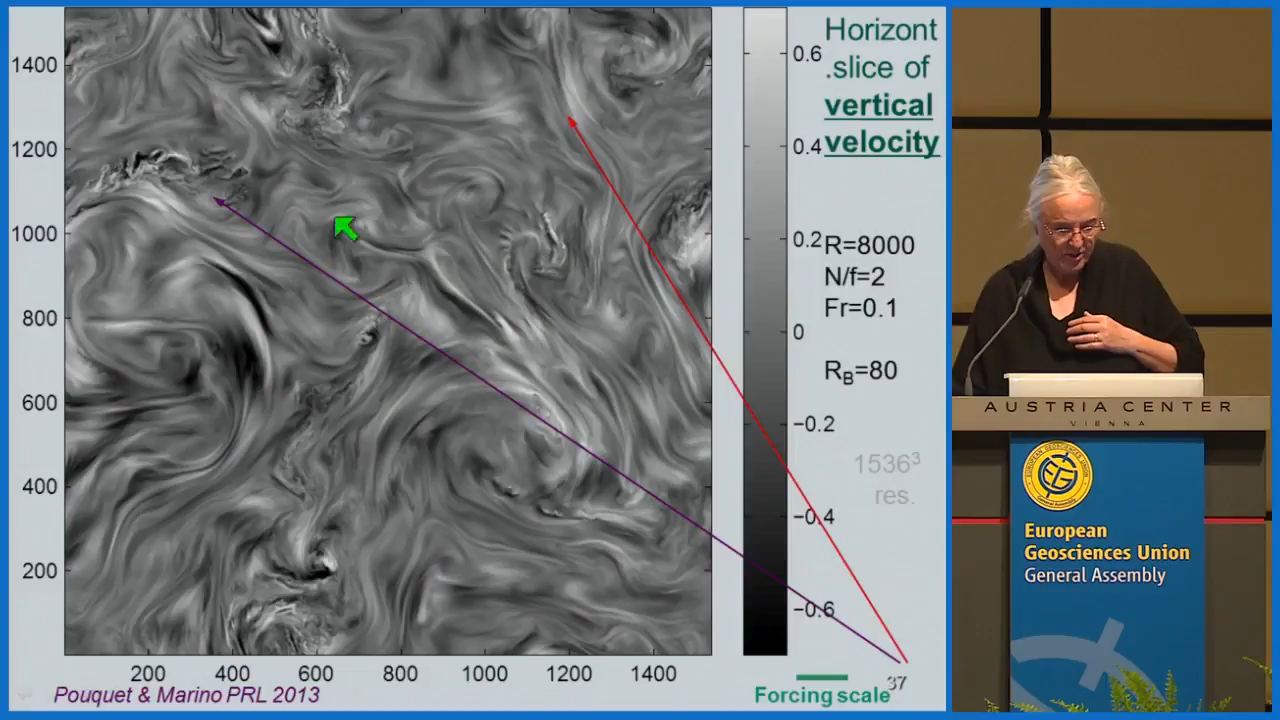 Horizont
.slice of
vertical
velocity
R=8000
N/f=2
Fr=0.1
R_B=80
1536³
res.
1400
1200
1000
800
600
400
200
200 400 600 800 1000 1200 1400
0.6
0.4
0.2
0
−0.2
−0.4
−0.6
Pouquet & Marino PRL 2013
Forcing scale
37
AUSTRIA CENTER
VIENNA
European
Geosciences Union
General Assembly